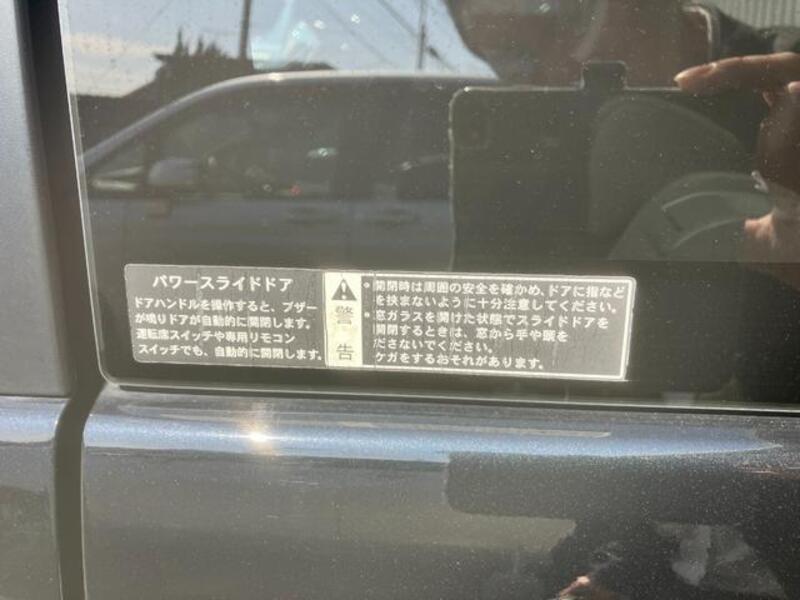 パワースライドドア
ドアハンドルを操作すると、ブザー
が鳴りドアが自動的に開閉します。
運転席スイッチや専用リモコン
スイッチでも、自動的に開閉します。
警告
・開閉時は周囲の安全を確かめ、ドアに指など
を挟まないように十分注意してください。
・窓ガラスを開けた状態でスライドドアを
開閉するときは、窓から手や頭を
ださないでください。
ケガをするおそれがあります。